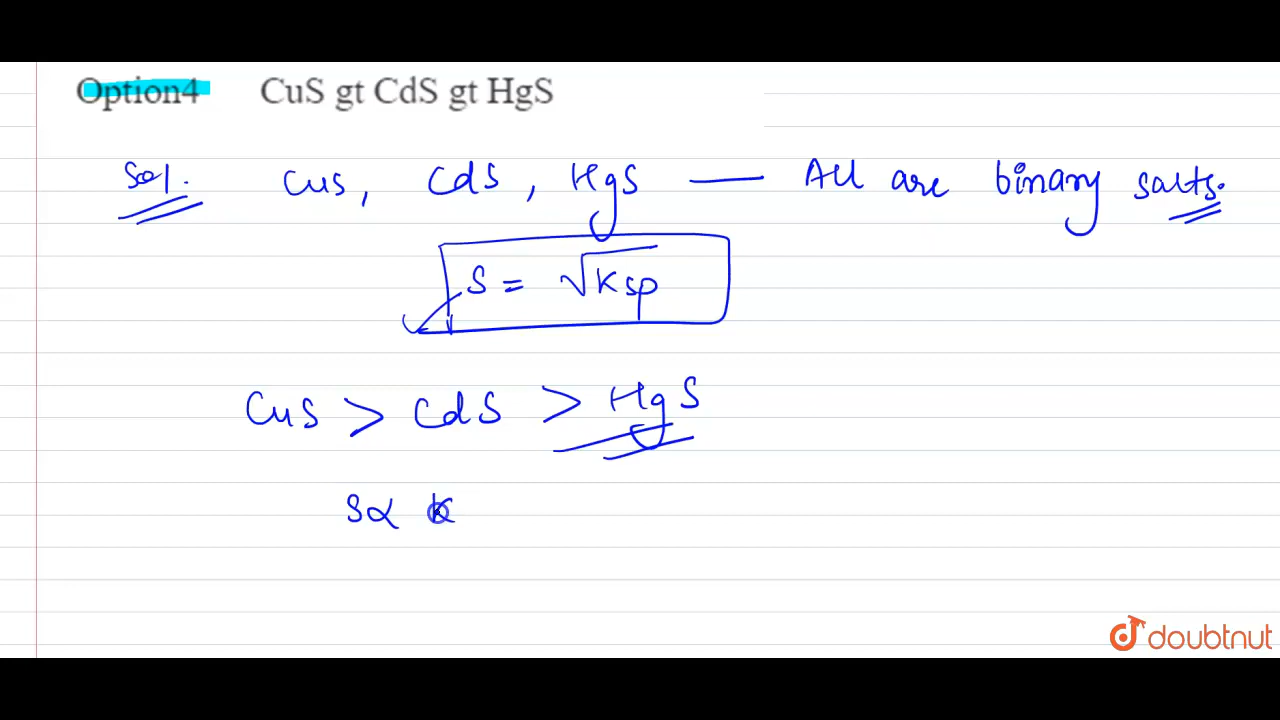 Option4 CuS gt CdS gt HgS
Sol. CuS, CdS, HgS — All are binary salts.
S = √Ksp
CuS > CdS > HgS
S∝ K
doubtnut